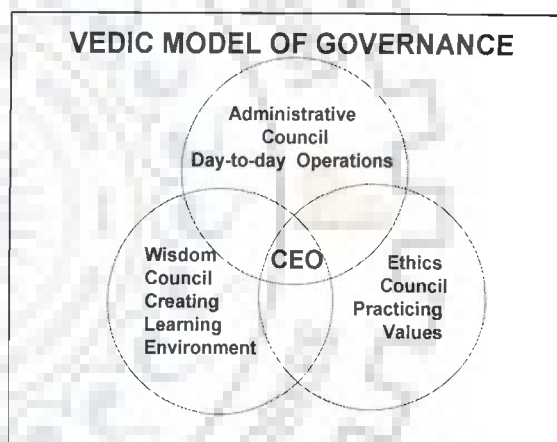 VEDIC MODEL OF GOVERNANCE
Administrative
Council
Day-to-day Operations
CEO
Wisdom
Council
Creating
Learning
Environment
Ethics
Council
Practicing
Values